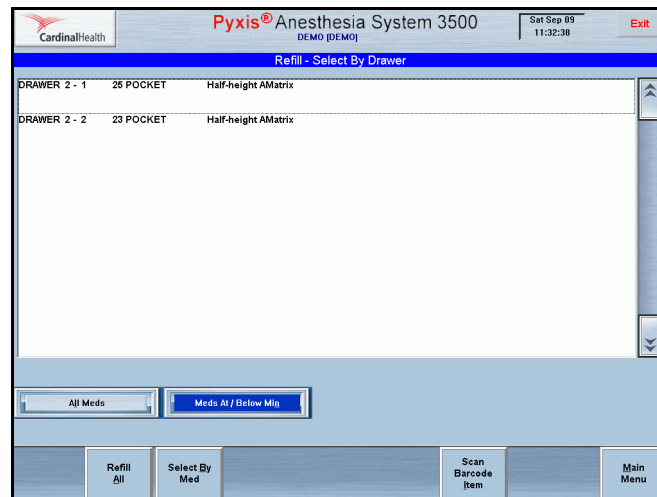 CardinalHealth
Pyxis® Anesthesia System 3500
DEMO [DEMO]
Sat Sep 09
11:32:38
Exit
Refill - Select By Drawer
DRAWER 2 - 1 25 POCKET Half-height AMatrix
DRAWER 2 - 2 23 POCKET Half-height AMatrix
All Meds
Meds At / Below Min
Refill
All
Select By
Med
Scan
Barcode
Item
Main
Menu